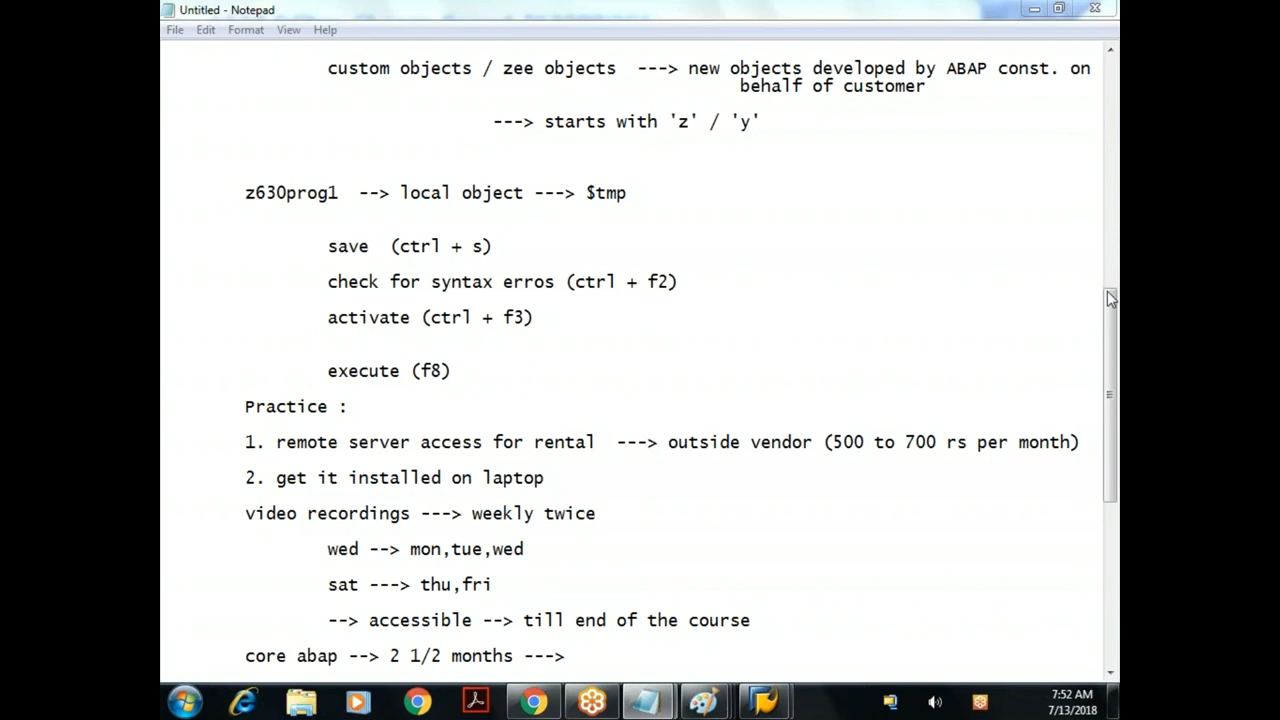 Untitled - Notepad
File Edit Format View Help
custom objects / zee objects ---> new objects developed by ABAP const. on
behalf of customer
---> starts with 'z' / 'y'
z630prog1 --> local object ---> $tmp
save (ctrl + s)
check for syntax erros (ctrl + f2)
activate (ctrl + f3)
execute (f8)
Practice :
1. remote server access for rental ---> outside vendor (500 to 700 rs per month)
2. get it installed on laptop
video recordings ---> weekly twice
wed --> mon,tue,wed
sat ---> thu,fri
--> accessible --> till end of the course
core abap --> 2 1/2 months --->
7:52 AM
7/13/2018